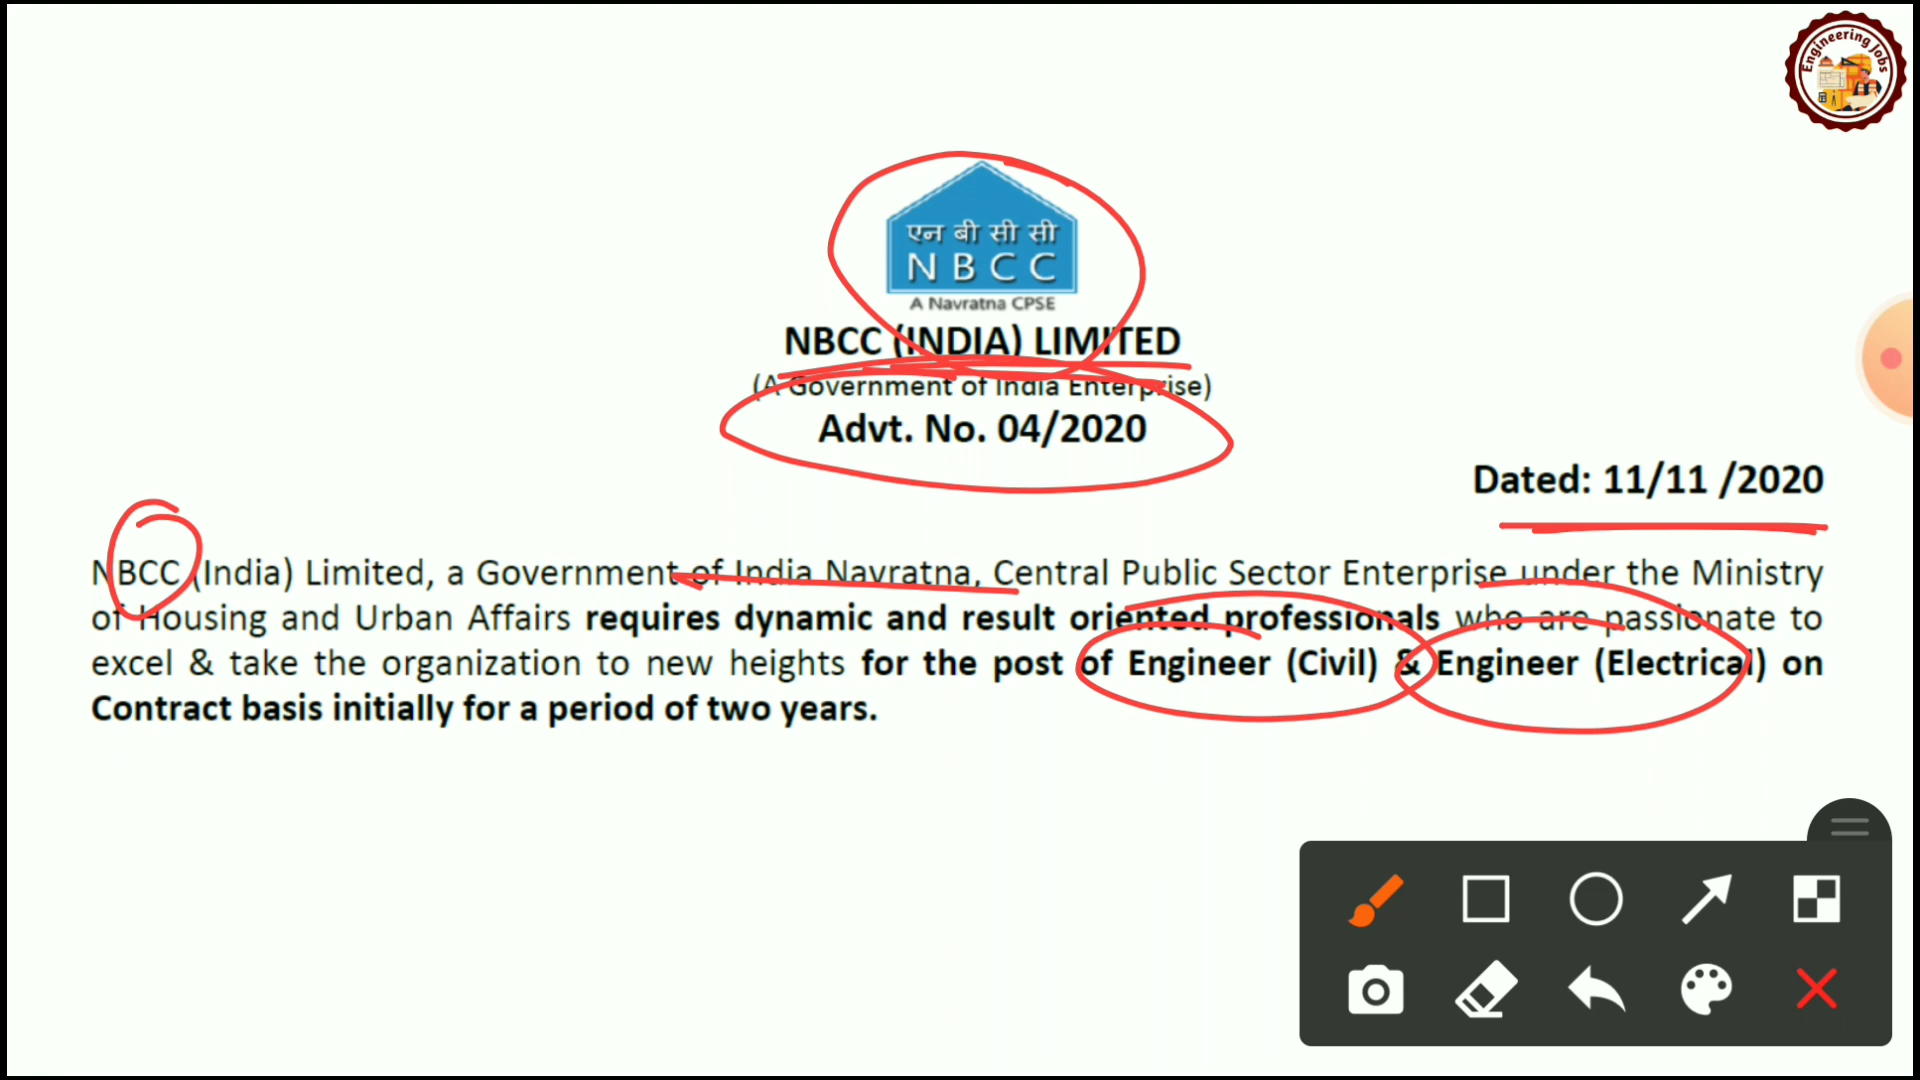 Engineering Jobs
एन बी सी सी
NBCC
A Navratna CPSE
NBCC (INDIA) LIMITED
(A Government of India Enterprise)
Advt. No. 04/2020
Dated: 11/11 /2020
NBCC (India) Limited, a Government of India Navratna, Central Public Sector Enterprise under the Ministry
of Housing and Urban Affairs requires dynamic and result oriented professionals who are passionate to
excel & take the organization to new heights for the post of Engineer (Civil) & Engineer (Electrical) on
Contract basis initially for a period of two years.